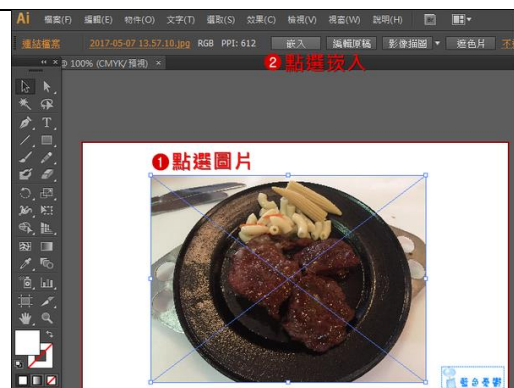 Ai 檔案(F) 編輯(E) 物件(O) 文字(T) 選取(S) 效果(C) 檢視(V) 視窗(W) 說明(H)
連結檔案 2017-05-07 13.57.10.jpg RGB PPI: 612 嵌入 編輯原稿 影像描圖 遮色片
100% (CMYK/預視) ×
2 點選崁入
1 點選圖片